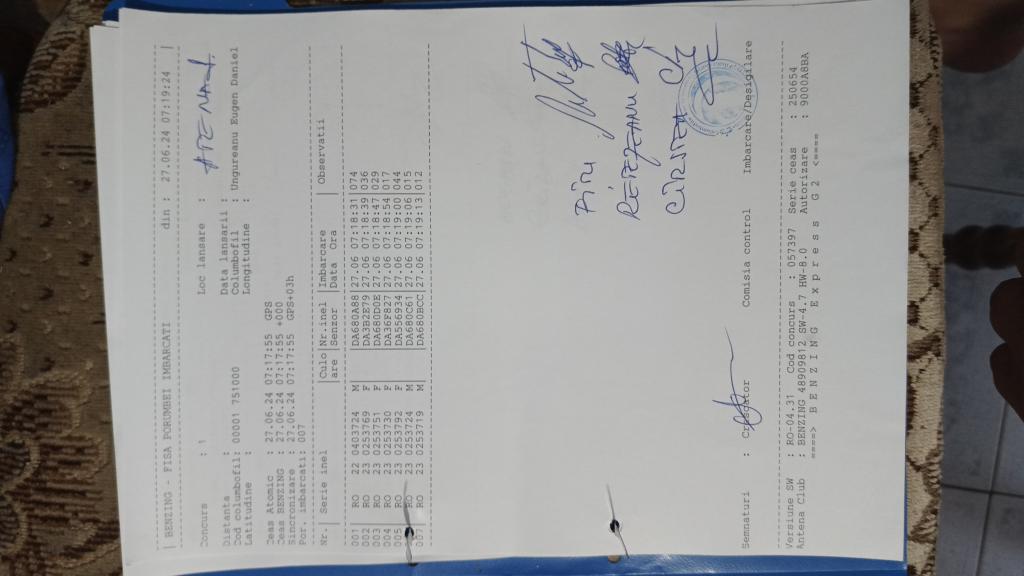 BENZING - FISA PORUMBEI IMBARCATI din : 27.06.24 07:19:24
Concurs : 1 Loc lansare : ATENA 1
Distanta : Data lansarii :
Cod columbofil: 00001 751000 Columbofil : Ungureanu Eugen Daniel
Latitudine : Longitudine :
Ceas Atomic : 27.06.24 07:17:55 GPS
Ceas BENZING : 27.06.24 07:17:55 +000
Sincronizare : 27.06.24 07:17:55 GPS+03h
Por. imbarcati: 007
Nr.| Serie inel |Culo|Nr.inel |Imbarcare | Observatii
are |Senzor |Data Ora |
001 RO 22 0403724 M |DA680A88|27.06 07:18:31|074
002 RO 23 0253769 F |DA3B2E79|27.06 07:18:39|036
003 RO 23 0253751 F |DA680D0E|27.06 07:18:47|029
004 RO 23 0253730 F |DA36F827|27.06 07:18:54|017
005 RO 23 0253792 F |DA556934|27.06 07:19:00|044
006 RO 23 0253724 M |DA680C61|27.06 07:19:06|015
007 RO 23 0253719 M |DA680BCC|27.06 07:19:13|012
REPEZEANU
CÂRSTEA
Semnaturi : Crescator Comisia control Imbarcare/Desigilare
Versiune SW : RO-04.31 Cod concurs : 057397 Serie ceas : 250654
Antena Club : BENZING 48909812 SW-4.7 HW-8.0 Autorizare : 9000A8BA
====> B E N Z I N G E x p r e s s G 2 <====